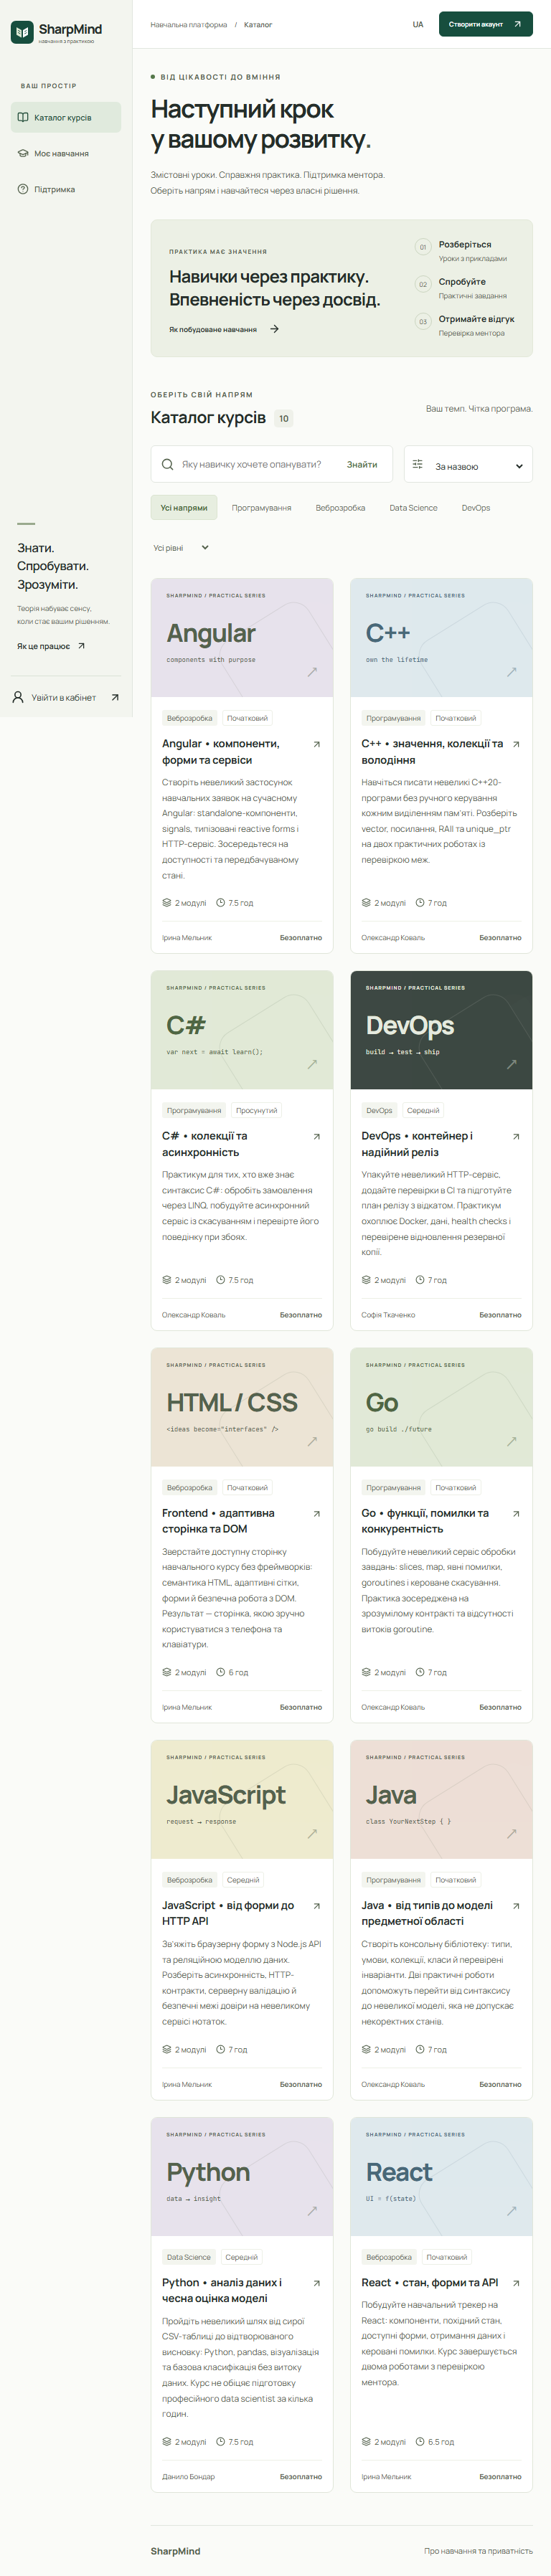 SharpMind
навчання з практикою
ВАШ ПРОСТІР
Каталог курсів
Моє навчання
Підтримка
Знати.
Спробувати.
Зрозуміти.
Теорія набуває сенсу,
коли стає вашим рішенням.
Як це працює
Увійти в кабінет
Навчальна платформа / Каталог
UA
Створити акаунт
ВІД ЦІКАВОСТІ ДО ВМІННЯ
Наступний крок
у вашому розвитку.
Змістовні уроки. Справжня практика. Підтримка ментора.
Оберіть напрям і навчайтеся через власні рішення.
ПРАКТИКА МАЄ ЗНАЧЕННЯ
Навички через практику.
Впевненість через досвід.
Як побудоване навчання
01 Розберіться
Уроки з прикладами
02 Спробуйте
Практичні завдання
03 Отримайте відгук
Перевірка ментора
ОБЕРІТЬ СВІЙ НАПРЯМ
Каталог курсів 10
Ваш темп. Чітка програма.
Яку навичку хочете опанувати?
Знайти
За назвою
Усі напрями
Програмування
Веброзробка
Data Science
DevOps
Усі рівні
SHARPMIND / PRACTICAL SERIES
Angular
components with purpose
Веброзробка Початковий
Angular • компоненти,
форми та сервіси
Створіть невеликий застосунок
навчальних заявок на сучасному
Angular: standalone-компоненти,
signals, типізовані reactive forms і
HTTP-сервіс. Зосередьтеся на
доступності та передбачуваному
стані.
2 модулі 7.5 год
Ірина Мельник Безоплатно
SHARPMIND / PRACTICAL SERIES
C++
own the lifetime
Програмування Початковий
C++ • значення, колекції та
володіння
Навчіться писати невеликі C++20-
програми без ручного керування
кожним виділенням пам'яті. Розберіть
vector, посилання, RAII та unique_ptr
на двох практичних роботах із
перевіркою меж.
2 модулі 7 год
Олександр Коваль Безоплатно
SHARPMIND / PRACTICAL SERIES
C#
var next = await learn();
Програмування Просунутий
C# • колекції та
асинхронність
Практикум для тих, хто вже знає
синтаксис C#: обробіть замовлення
через LINQ, побудуйте асинхронний
сервіс із скасуванням і перевірте його
поведінку при збоях.
2 модулі 7.5 год
Олександр Коваль Безоплатно
SHARPMIND / PRACTICAL SERIES
DevOps
build → test → ship
DevOps Середній
DevOps • контейнер і
надійний реліз
Упакуйте невеликий HTTP-сервіс,
додайте перевірки в CI та підготуйте
план релізу з відкатом. Практикум
охоплює Docker, дані, health checks і
перевірене відновлення резервної
копії.
2 модулі 7 год
Софія Ткаченко Безоплатно
SHARPMIND / PRACTICAL SERIES
HTML / CSS
<ideas become="interfaces" />
Веброзробка Початковий
Frontend • адаптивна
сторінка та DOM
Зверстайте доступну сторінку
навчального курсу без фреймворків:
семантика HTML, адаптивні сітки,
форми й безпечна робота з DOM.
Результат — сторінка, якою зручно
користуватися з телефона та
клавіатури.
2 модулі 6 год
Ірина Мельник Безоплатно
SHARPMIND / PRACTICAL SERIES
Go
go build ./future
Програмування Початковий
Go • функції, помилки та
конкурентність
Побудуйте невеликий сервіс обробки
завдань: slices, map, явні помилки,
goroutines і кероване скасування.
Практика зосереджена на
зрозумілому контракті та відсутності
витоків goroutine.
2 модулі 7 год
Олександр Коваль Безоплатно
SHARPMIND / PRACTICAL SERIES
JavaScript
request → response
Веброзробка Середній
JavaScript • від форми до
HTTP API
Зв'яжіть браузерну форму з Node.js API
та реляційною моделлю даних.
Розберіть асинхронність, HTTP-
контракти, серверну валідацію й
безпечні межі довіри на невеликому
сервісі нотаток.
2 модулі 7 год
Ірина Мельник Безоплатно
SHARPMIND / PRACTICAL SERIES
Java
class YourNextStep { }
Програмування Початковий
Java • від типів до моделі
предметної області
Створіть консольну бібліотеку: типи,
умови, колекції, класи й перевірені
інваріанти. Дві практичні роботи
допоможуть перейти від синтаксису
до невеликої моделі, яка не допускає
некоректних станів.
2 модулі 7 год
Олександр Коваль Безоплатно
SHARPMIND / PRACTICAL SERIES
Python
data → insight
Data Science Середній
Python • аналіз даних і
чесна оцінка моделі
Пройдіть невеликий шлях від сирої
CSV-таблиці до відтворюваного
висновку: Python, pandas, візуалізація
та базова класифікація без витоку
даних. Курс не обіцяє підготовку
професійного data scientist за кілька
годин.
2 модулі 7.5 год
Данило Бондар Безоплатно
SHARPMIND / PRACTICAL SERIES
React
UI = f(state)
Веброзробка Початковий
React • стан, форми та API
Побудуйте навчальний трекер на
React: компоненти, похідний стан,
доступні форми, отримання даних і
керовані помилки. Курс завершується
двома роботами з перевіркою
ментора.
2 модулі 6.5 год
Ірина Мельник Безоплатно
SharpMind
Про навчання та приватність